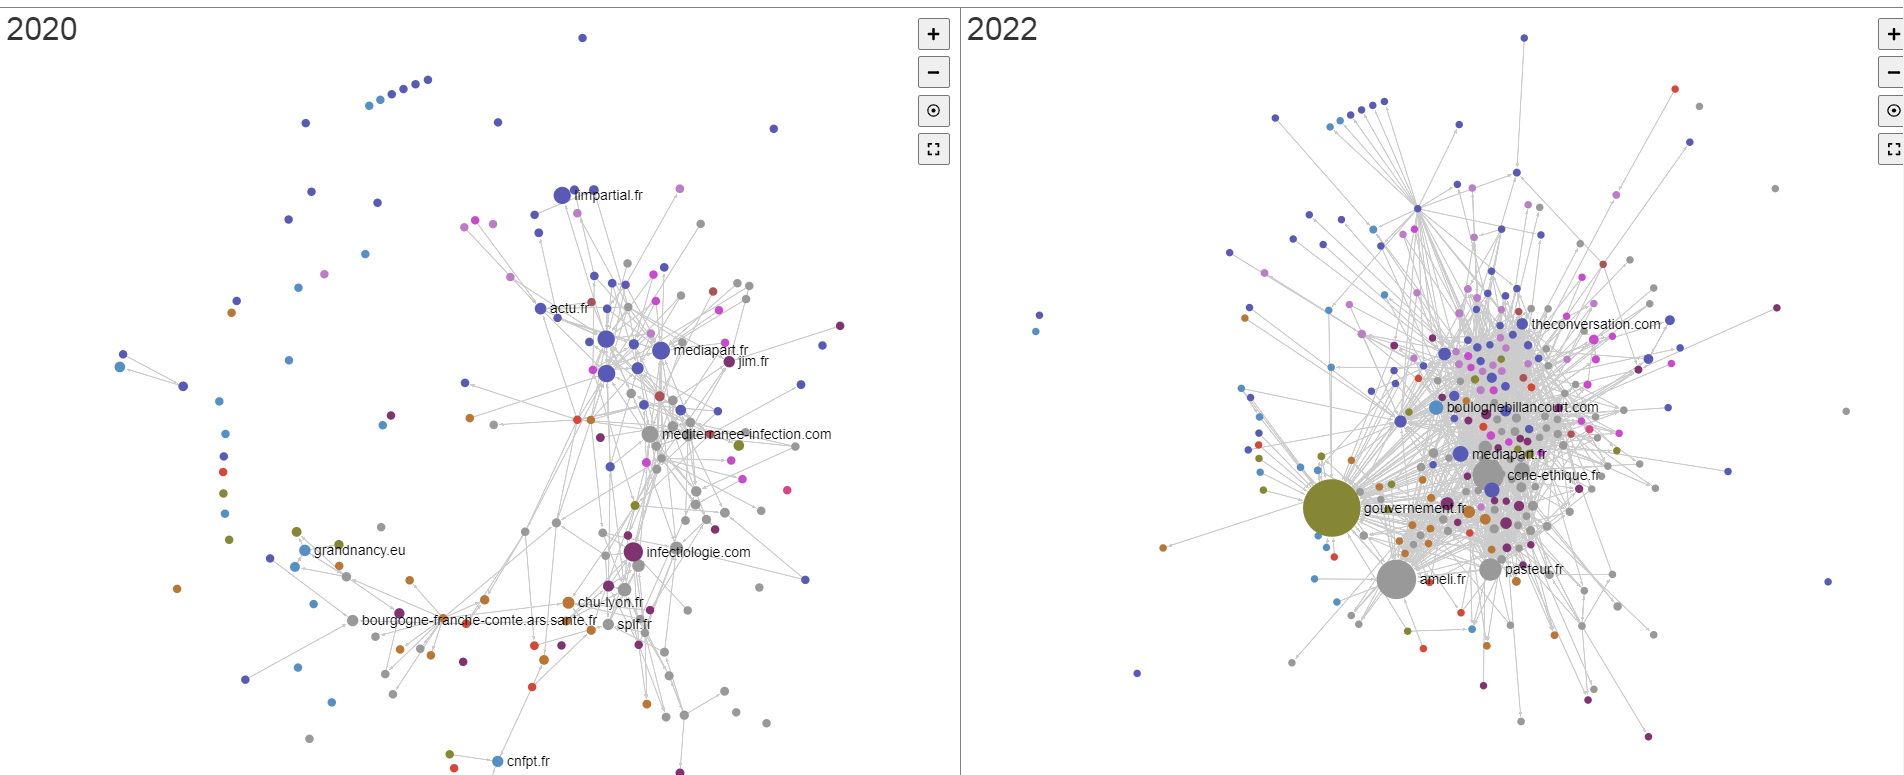 2020
limpartial.fr
actu.fr
mediapart.fr
jim.fr
mediterranee-infection.com
grandnancy.eu
infectiologie.com
chu-lyon.fr
bourgogne-franche-comte.ars.sante.fr
splf.fr
cnfpt.fr
2022
theconversation.com
boulognebillancourt.com
mediapart.fr
ccne-ethique.fr
gouvernement.fr
pasteur.fr
ameli.fr